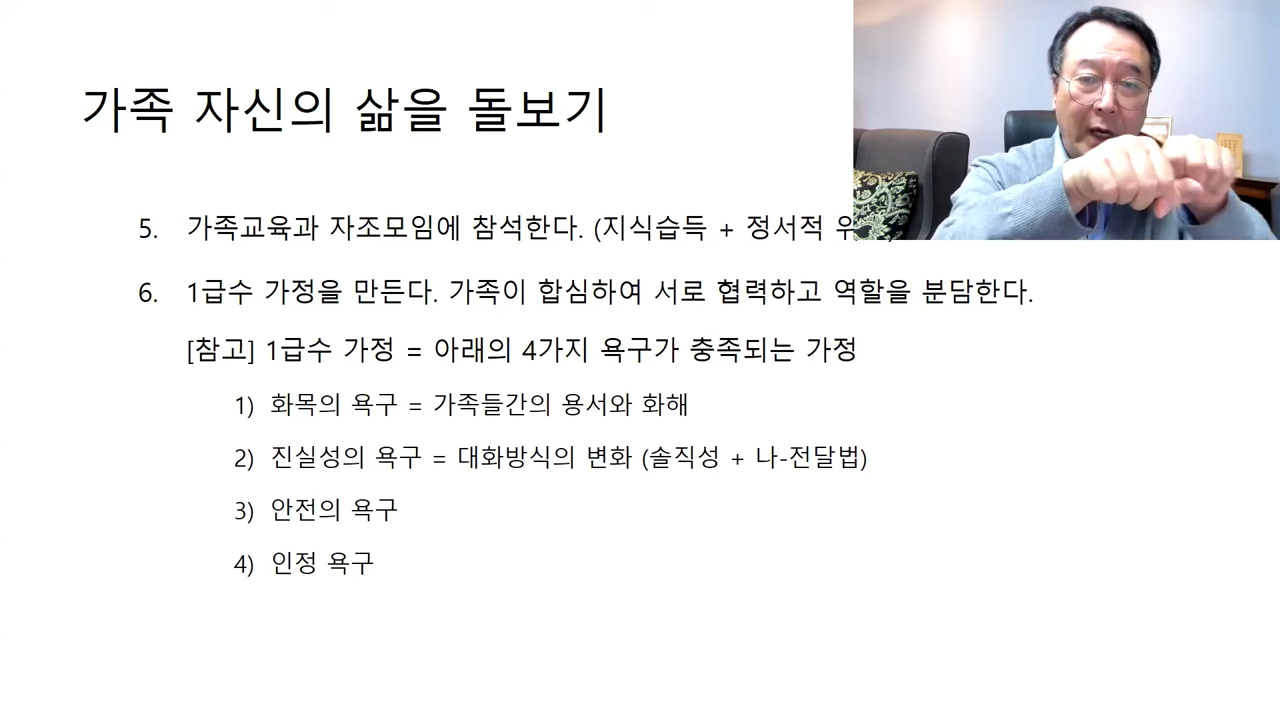 가족 자신의 삶을 돌보기
5. 가족교육과 자조모임에 참석한다. (지식습득 + 정서적
6. 1급수 가정을 만든다. 가족이 합심하여 서로 협력하고 역할을 분담한다.
[참고] 1급수 가정 = 아래의 4가지 욕구가 충족되는 가정
1) 화목의 욕구 = 가족들간의 용서와 화해
2) 진실성의 욕구 = 대화방식의 변화 (솔직성 + 나-전달법)
3) 안전의 욕구
4) 인정 욕구